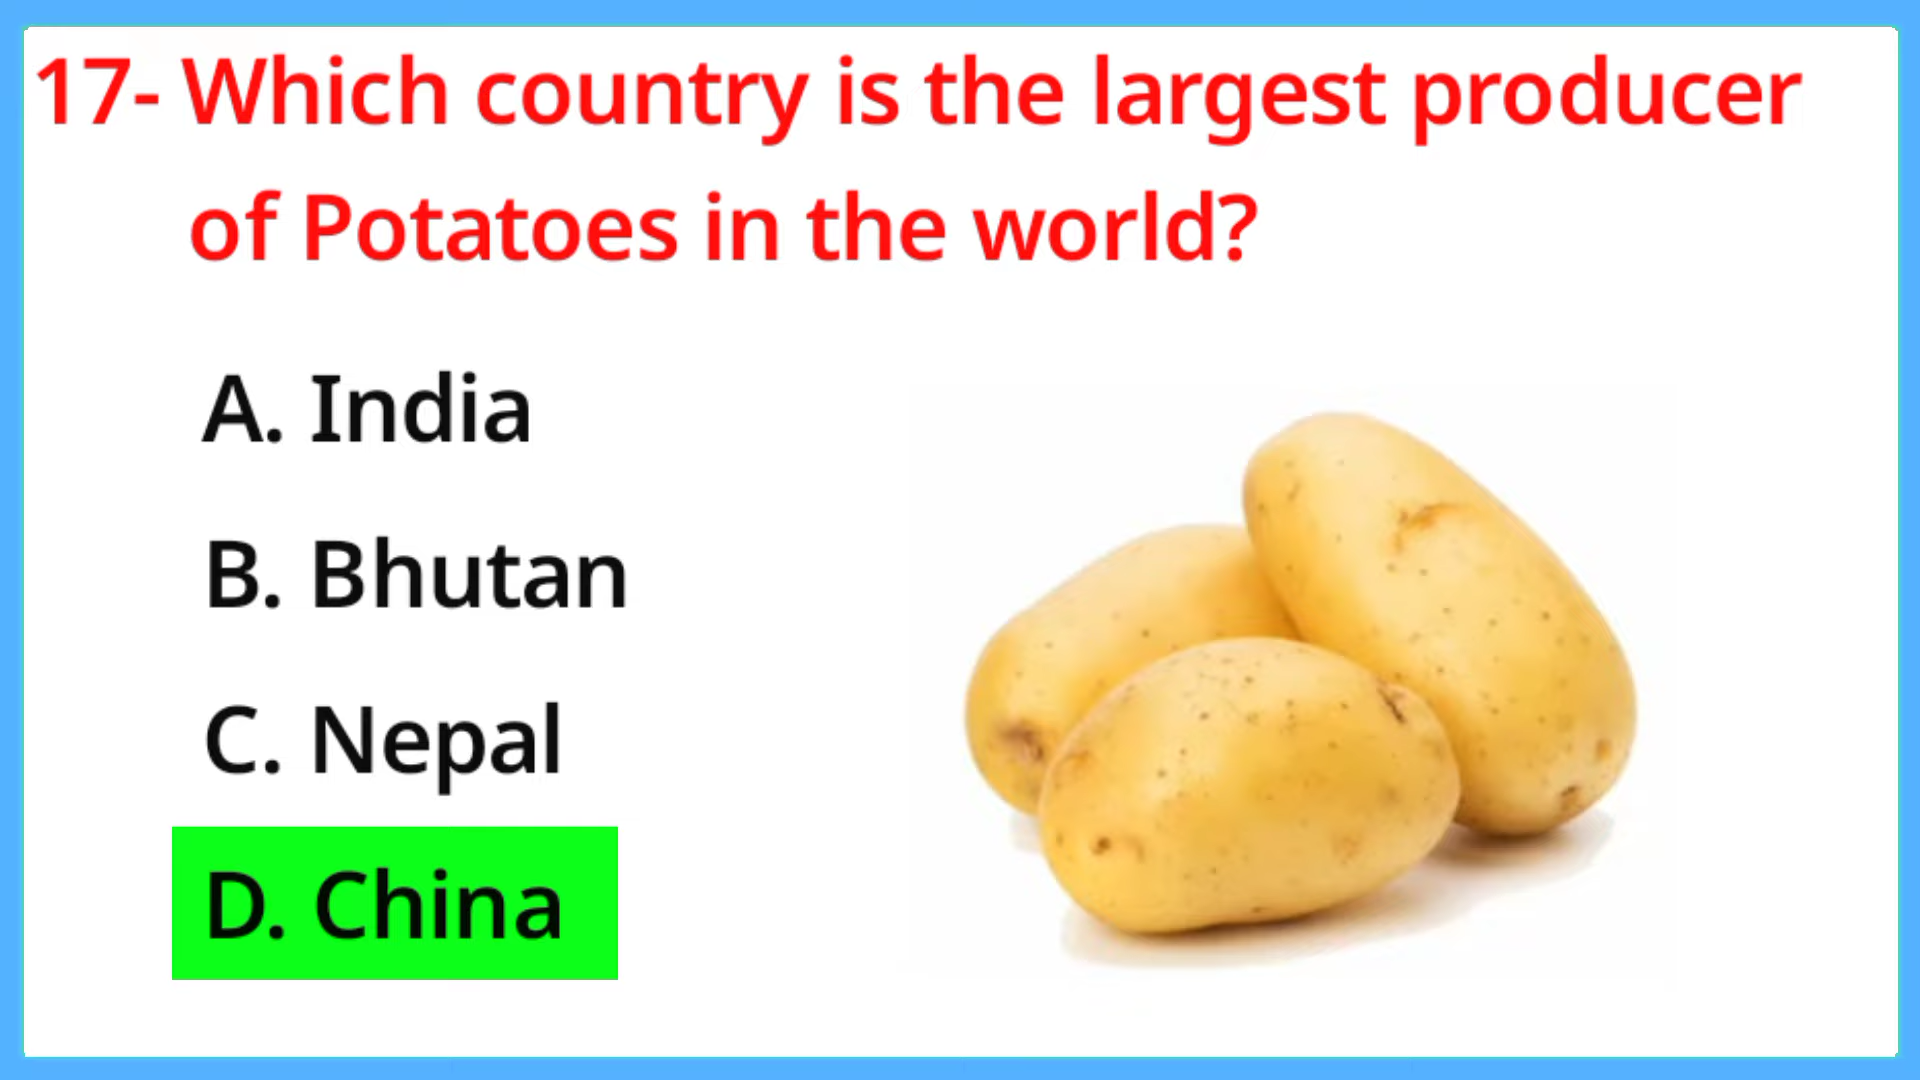 17- Which country is the largest producer
of Potatoes in the world?
A. India
B. Bhutan
C. Nepal
D. China